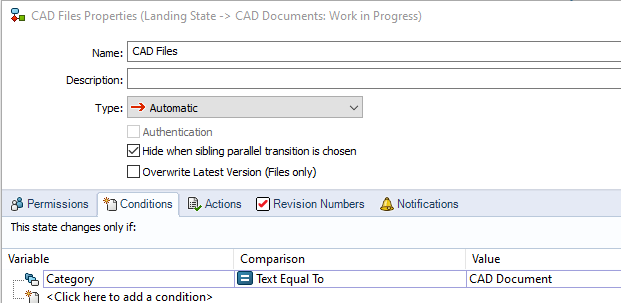 CAD Files Properties (Landing State -> CAD Documents: Work in Progress)
Name: CAD Files
Description:
Type: Automatic
Authentication
Hide when sibling parallel transition is chosen
Overwrite Latest Version (Files only)
Permissions Conditions Actions Revision Numbers Notifications
This state changes only if:
Variable Comparison Value
Category Text Equal To CAD Document
<Click here to add a condition>